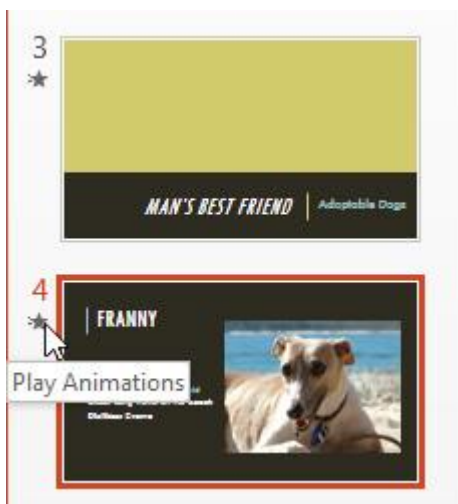 3
MAN'S BEST FRIEND
Adoptable Dogs
4
FRANNY
Play Animations